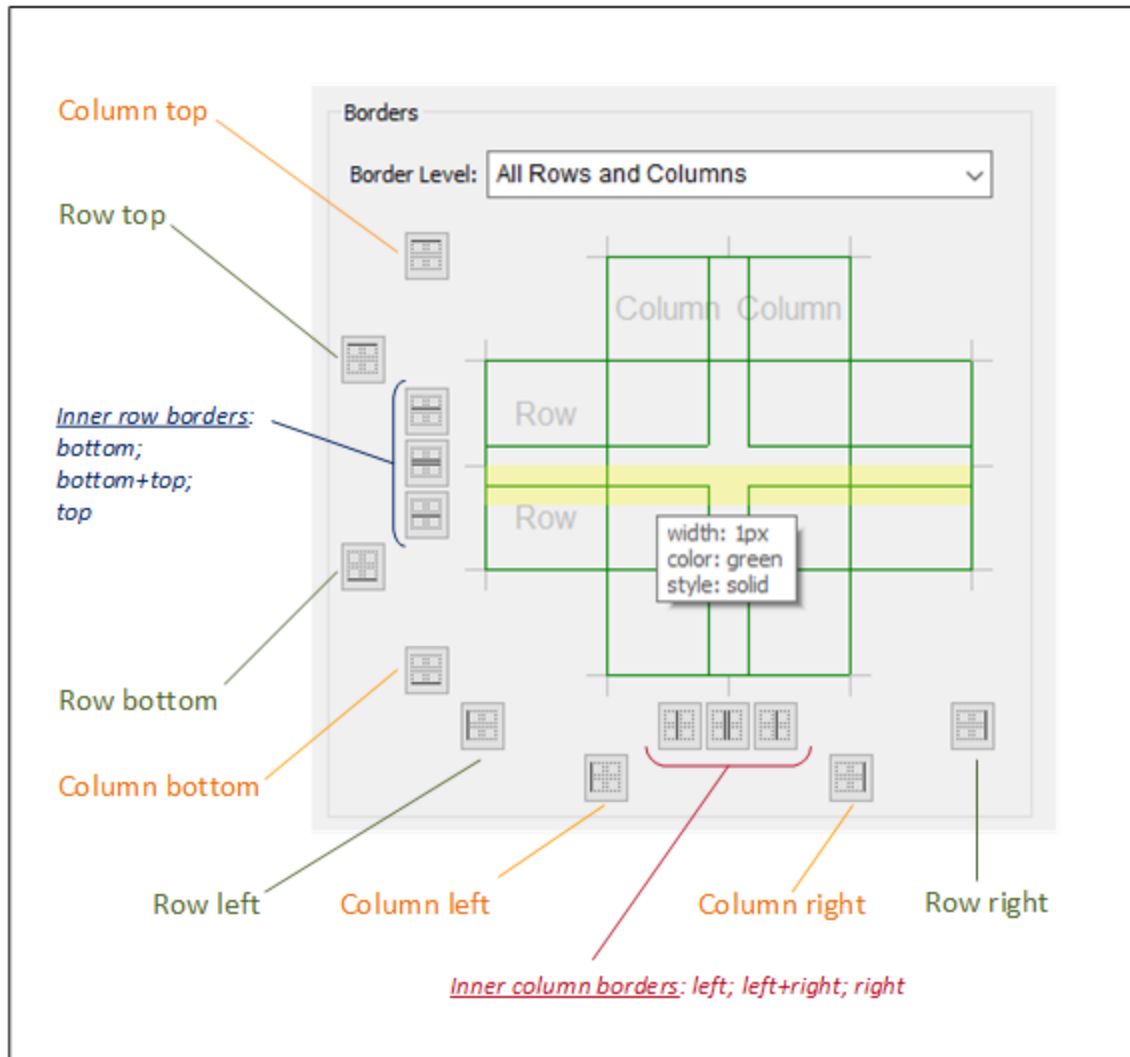 Column top
Borders
Border Level: All Rows and Columns
Row top
Column Column
Inner row borders:
bottom;
bottom+top;
top
Row
Row
width: 1px
color: green
style: solid
Row bottom
Column bottom
Row left
Column left
Column right
Row right
Inner column borders: left; left+right; right